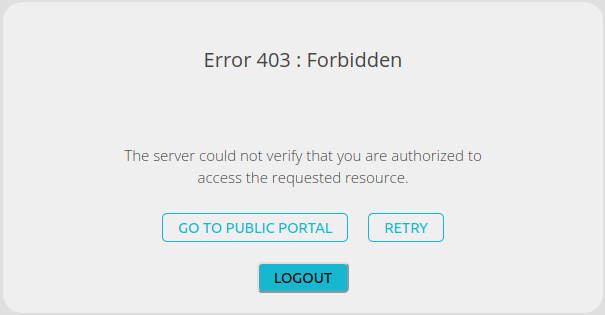 Error 403 : Forbidden
The server could not verify that you are authorized to
access the requested resource.
GO TO PUBLIC PORTAL RETRY
LOGOUT